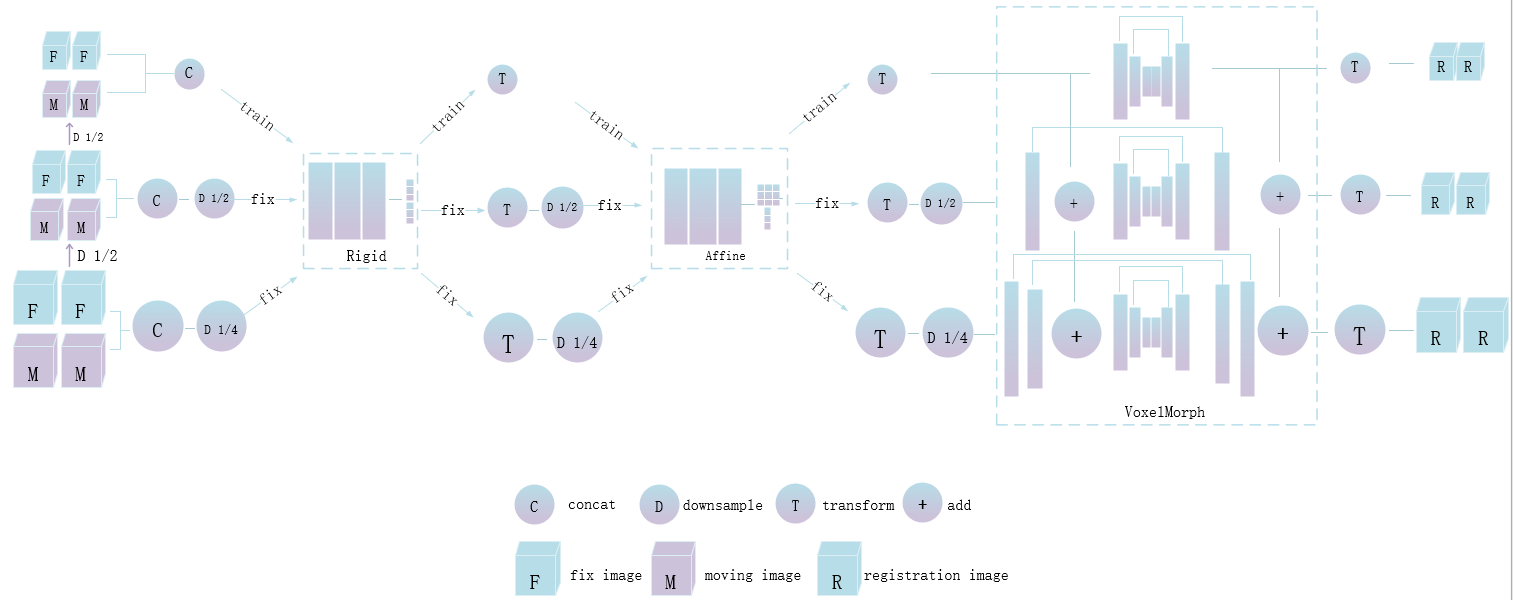 F F
C
T
T
T
R R
M M
train
train
train
D 1/2
F F
C
D 1/2
fix
fix
T
D 1/2
fix
fix
T
D 1/2
+
+
T
R R
M M
D 1/2
Rigid
Affine
F F
C
D 1/4
fix
fix
T
D 1/4
fix
fix
T
D 1/4
+
+
T
R R
M M
VoxelMorph
C concat D downsample T transform + add
F fix image M moving image R registration image